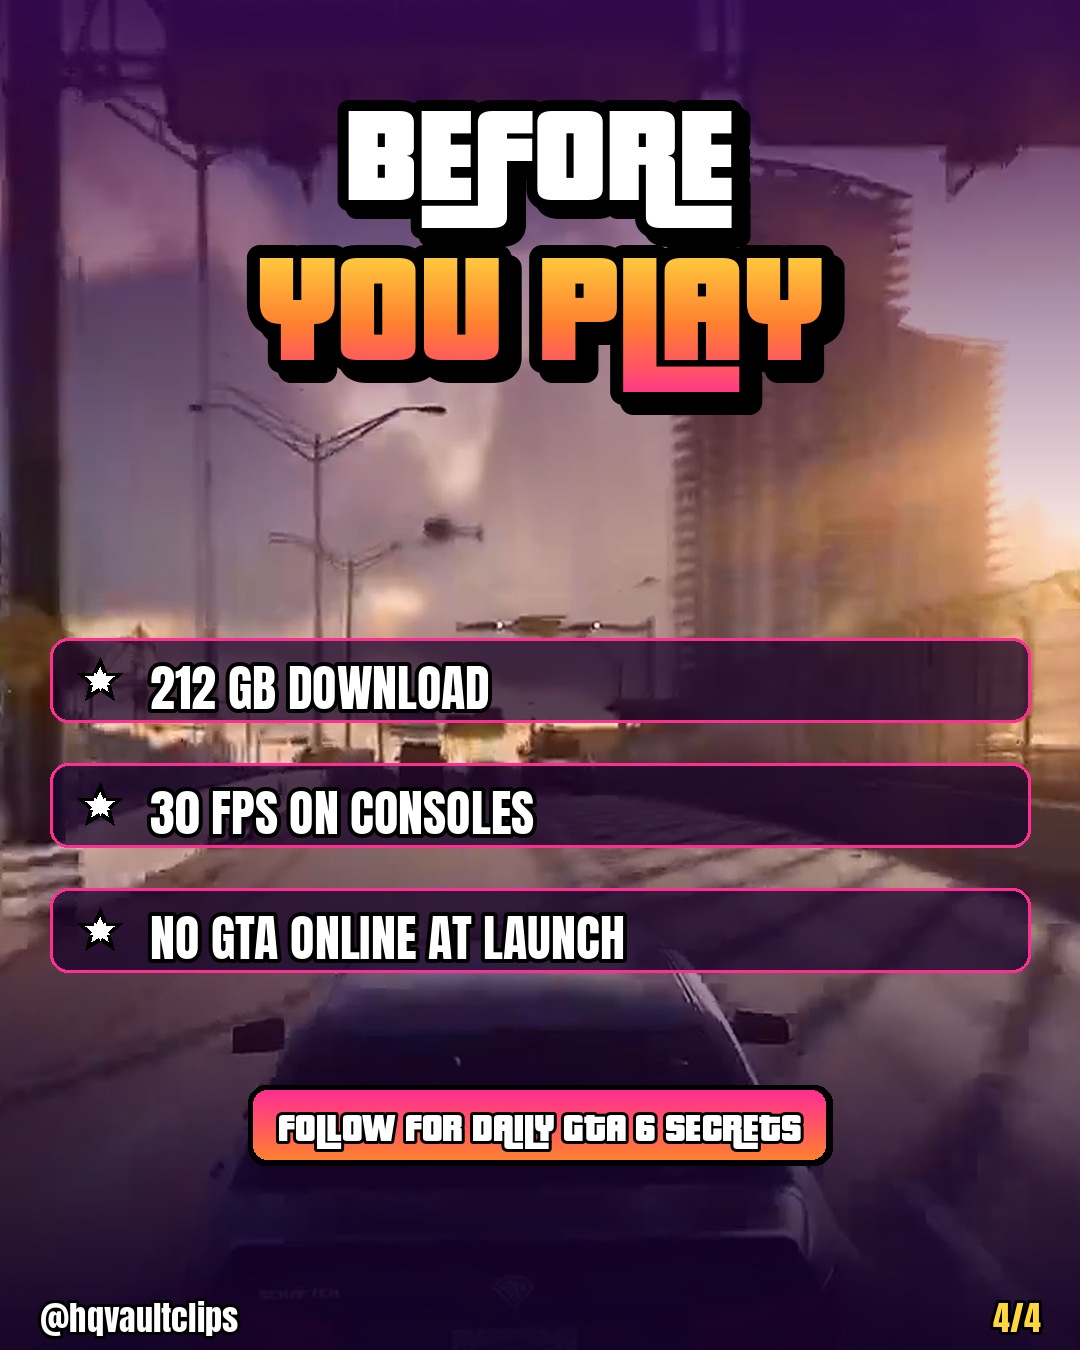 BEFORE
YOU PLAY
212 GB DOWNLOAD
30 FPS ON CONSOLES
NO GTA ONLINE AT LAUNCH
FOLLOW FOR DAILY GTA 6 SECRETS
@hqvaultclips
4/4